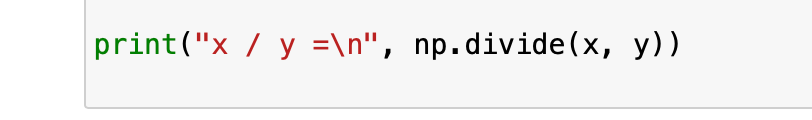 print("x / y =\n", np.divide(x, y))